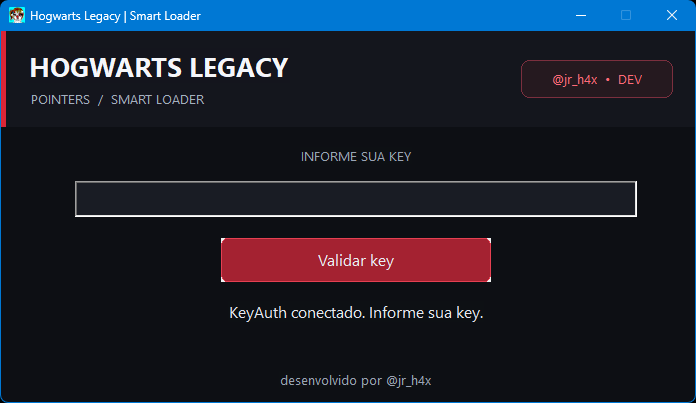 Hogwarts Legacy | Smart Loader
HOGWARTS LEGACY
POINTERS / SMART LOADER
@jr_h4x • DEV
INFORME SUA KEY
Validar key
KeyAuth conectado. Informe sua key.
desenvolvido por @jr_h4x